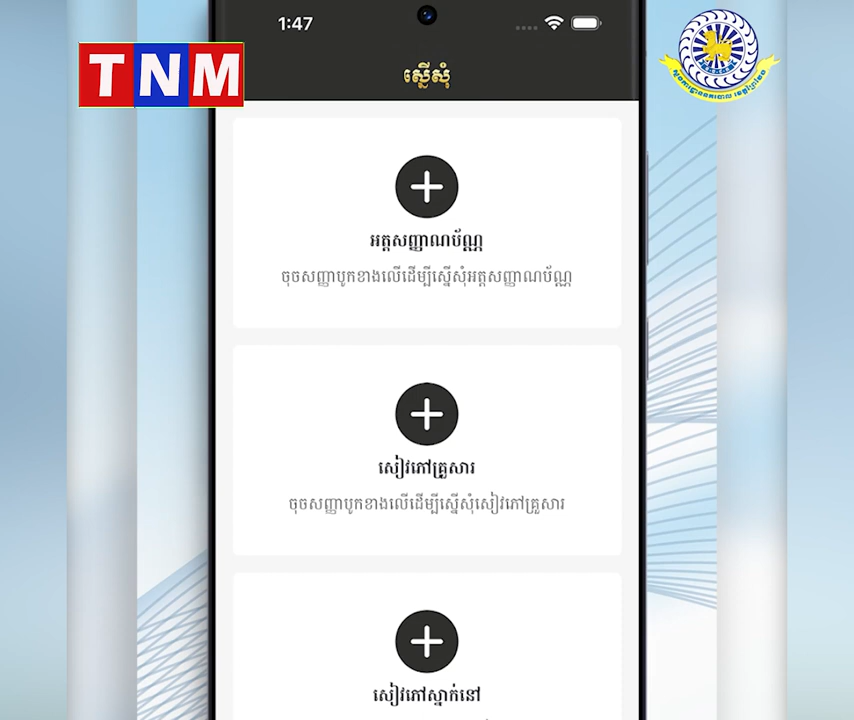 1:47
TNM
ស្នើសុំ
អត្តសញ្ញាណប័ណ្ណ
ចុចសញ្ញាបូកខាងលើដើម្បីស្នើសុំអត្តសញ្ញាណប័ណ្ណ
សៀវភៅគ្រួសារ
ចុចសញ្ញាបូកខាងលើដើម្បីស្នើសុំសៀវភៅគ្រួសារ
សៀវភៅស្នាក់នៅ